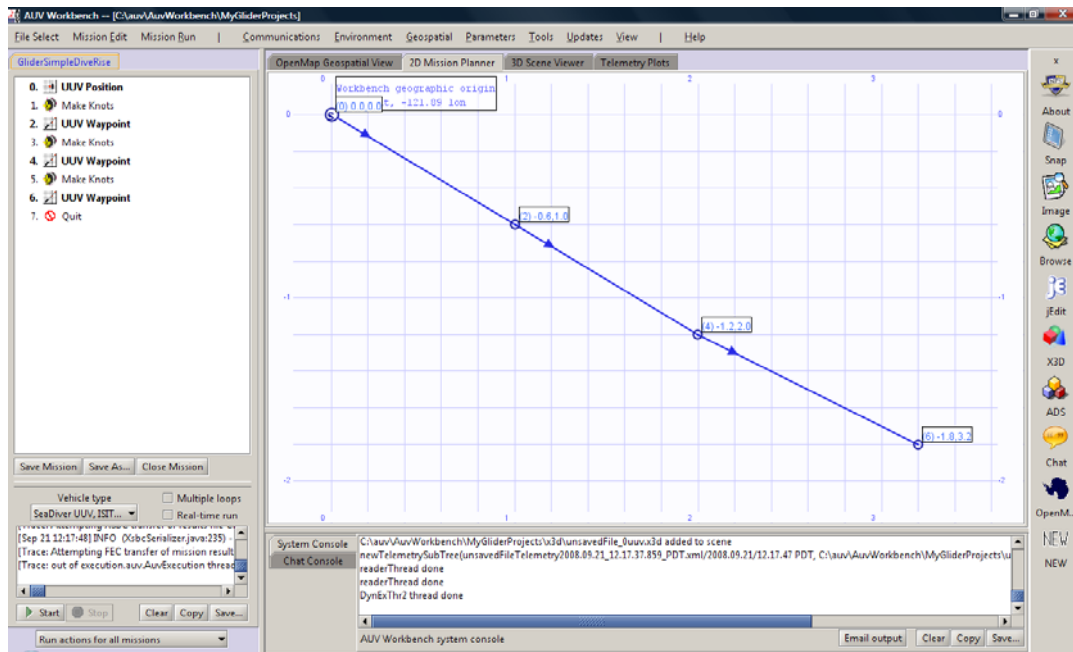 AUV Workbench -- [C:\auv\AuvWorkbench\MyGliderProjects]
File Select Mission Edit Mission Run | Communications Environment Geospatial Parameters Tools Updates View | Help
GliderSimpleDiveRise
0. UUV Position
1. Make Knots
2. UUV Waypoint
3. Make Knots
4. UUV Waypoint
5. Make Knots
6. UUV Waypoint
7. Quit
Save Mission Save As... Close Mission
Vehicle type Multiple loops
SeaDiver UUV, ISIT... Real-time run
[Sep 21 12:17:48] INFO (XsbcSerializer.java:235) -
[Trace: Attempting FEC transfer of mission result
[Trace: out of execution.auv.AuvExecution thread
Start Stop Clear Copy Save...
Run actions for all missions
OpenMap Geospatial View 2D Mission Planner 3D Scene Viewer Telemetry Plots
0 2 3
Workbench geographic origin
(0) 0.0,0.0 t, -121.89 lon
0 0
(2) -0.6,1.0
-1 -1
(4) -1.2,2.0
(6) -1.8,3.2
-2 -2
0 1 2 3
System Console
Chat Console
C:\auv\AuvWorkbench\MyGliderProjects\x3d\unsavedFile_0uuv.x3d added to scene
newTelemetrySubTree(unsavedFileTelemetry2008.09.21_12.17.37.859_PDT.xml/2008.09.21/12.17.47 PDT, C:\auv\AuvWorkbench\MyGliderProjects\u
readerThread done
readerThread done
DynExThr2 thread done
AUV Workbench system console Email output Clear Copy Save...
x
About
Snap
Image
Browse
jE
jEdit
X3D
ADS
Chat
OpenM..
NEW
NEW